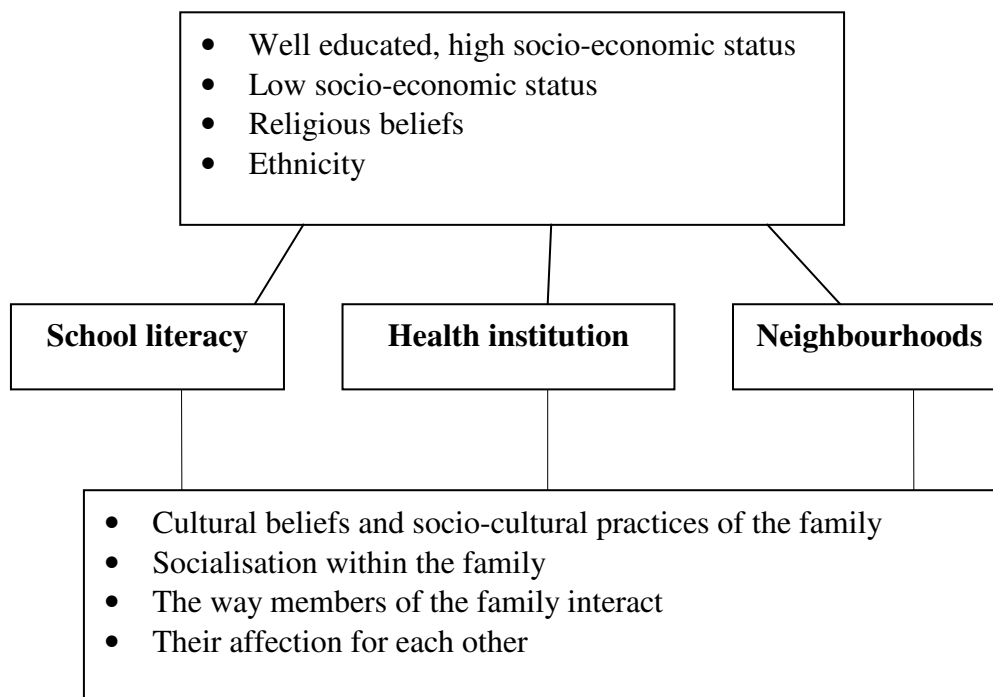 • Well educated, high socio-economic status
• Low socio-economic status
• Religious beliefs
• Ethnicity
School literacy
Health institution
Neighbourhoods
• Cultural beliefs and socio-cultural practices of the family
• Socialisation within the family
• The way members of the family interact
• Their affection for each other